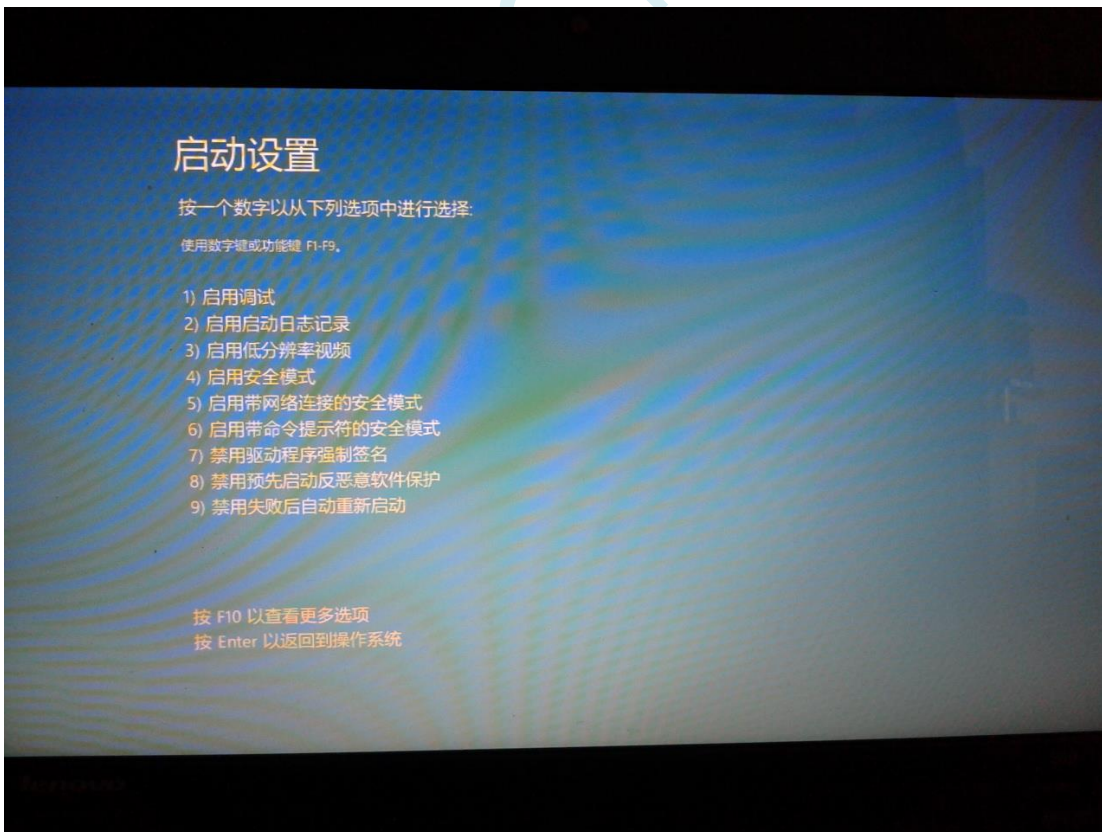 启动设置
按一个数字以从下列选项中进行选择:
使用数字键或功能键 F1-F9。
1) 启用调试
2) 启用启动日志记录
3) 启用低分辨率视频
4) 启用安全模式
5) 启用带网络连接的安全模式
6) 启用带命令提示符的安全模式
7) 禁用驱动程序强制签名
8) 禁用预先启动反恶意软件保护
9) 禁用失败后自动重新启动
按 F10 以查看更多选项
按 Enter 以返回到操作系统